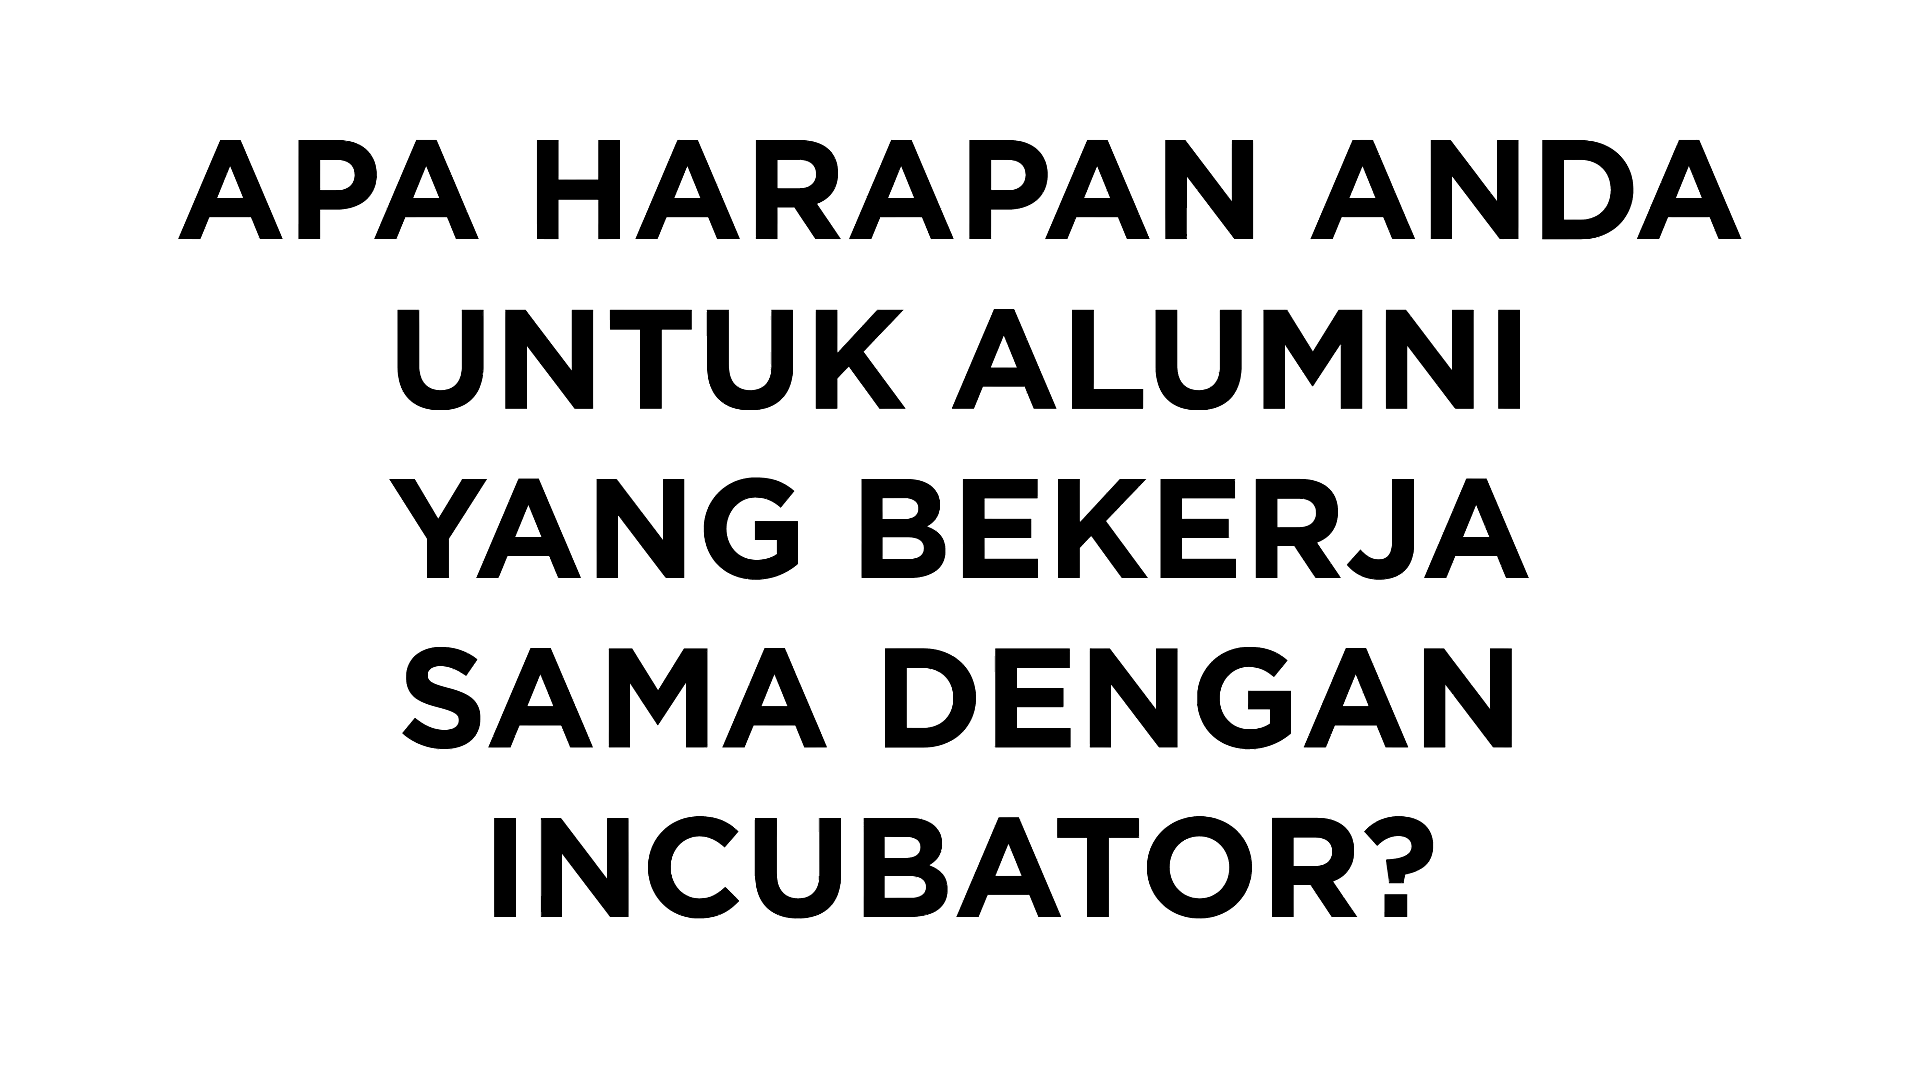 APA HARAPAN ANDA
UNTUK ALUMNI
YANG BEKERJA
SAMA DENGAN
INCUBATOR?